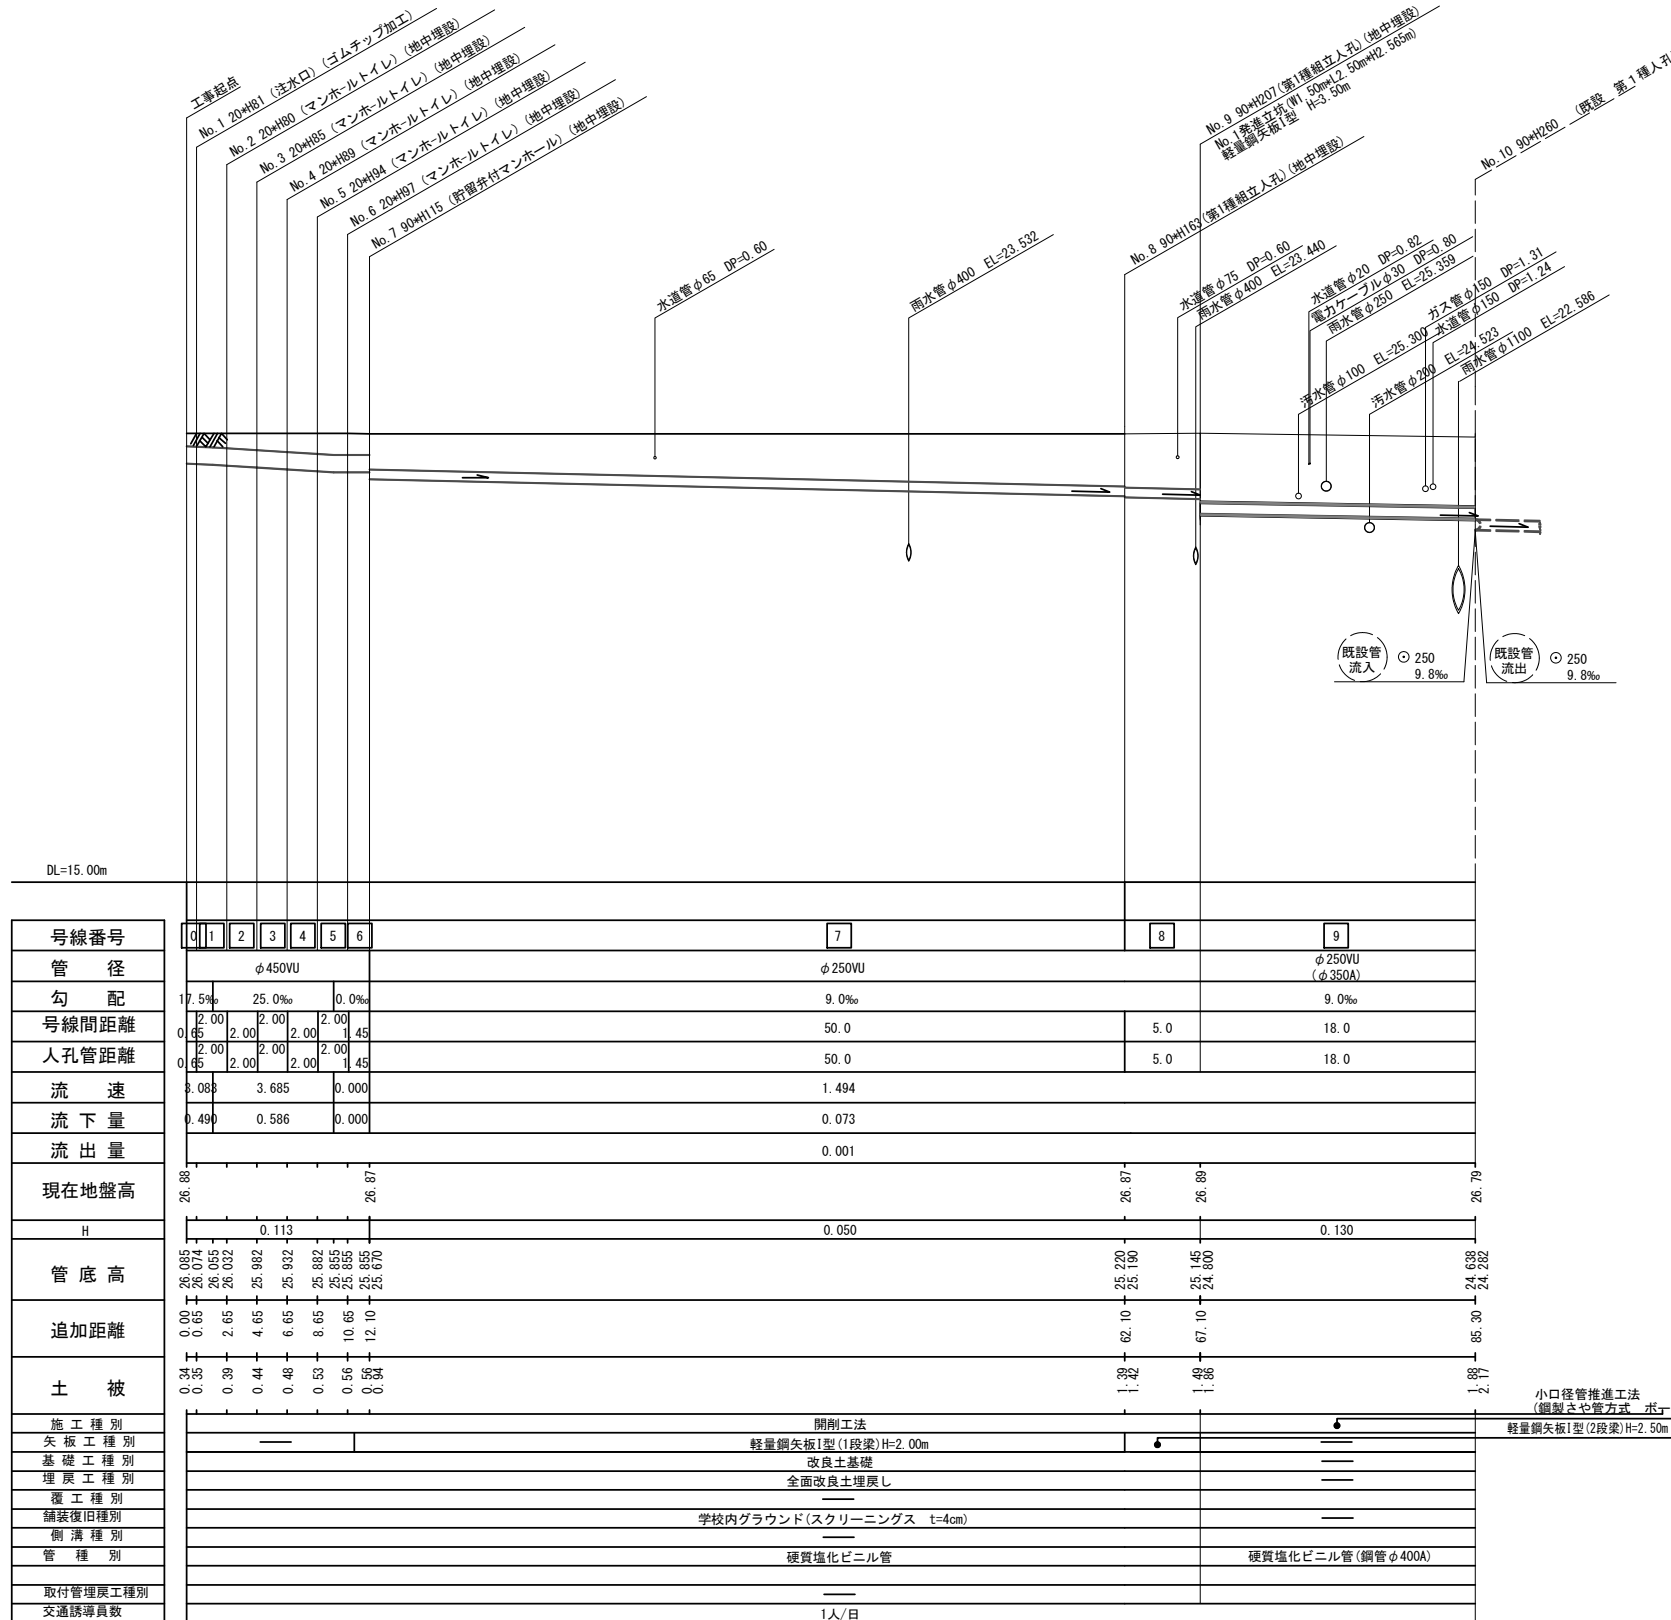 工事起点
No.1 20*H81 (注水口) (ゴムチップ加工)
No.2 20*H80 (マンホールトイレ) (地中埋設)
No.3 20*H85 (マンホールトイレ) (地中埋設)
No.4 20*H89 (マンホールトイレ) (地中埋設)
No.5 20*H94 (マンホールトイレ) (地中埋設)
No.6 20*H97 (マンホールトイレ) (地中埋設)
No.7 90*H115 (貯留弁付マンホール) (地中埋設)
水道管φ65 DP=0.60
雨水管φ400 EL=23.532
No.8 90*H163(第1種組立人孔)(地中埋設)
No.9 90*H207(第1種組立人孔)(地中埋設)
No.1発進立坑(W1.50m*L2.50m*H2.565m)
軽量鋼矢板I型 H=3.50m
No.10 90*H260 (既設 第1種人孔
水道管φ75 DP=0.60
雨水管φ400 EL=23.440
水道管φ20 DP=0.82
電力ケーブルφ30 DP=0.80
雨水管φ250 EL=25.359
汚水管φ100 EL=25.300
ガス管φ150 DP=1.31
水道管φ150 DP=1.24
汚水管φ200 EL=24.523
雨水管φ1100 EL=22.586
既設管
流入
250
9.8‰
既設管
流出
250
9.8‰
DL=15.00m
号線番号 0 1 2 3 4 5 6 7 8 9
管 径 φ450VU φ250VU φ250VU
(φ350A)
勾 配 17.5‰ 25.0‰ 0.0‰ 9.0‰ 9.0‰
号線間距離 0.65 2.00 2.00 2.00 2.00 2.00 1.45 50.0 5.0 18.0
人孔管距離 0.65 2.00 2.00 2.00 2.00 2.00 1.45 50.0 5.0 18.0
流 速 3.083 3.685 0.000 1.494
流 下 量 0.490 0.586 0.000 0.073
流 出 量 0.001
現在地盤高 26.88 26.87 26.87 26.89 26.79
H 0.113 0.050 0.130
管 底 高 26.085 26.074 26.055 26.032 25.982 25.932 25.882 25.855 25.855 25.855 25.670 25.220 25.190 25.145 24.800 24.638 24.282
追加距離 0.00 0.65 2.65 4.65 6.65 8.65 10.65 12.10 62.10 67.10 85.30
土 被 0.34 0.35 0.39 0.44 0.48 0.53 0.56 0.56 0.94 1.39 1.42 1.49 1.86 1.88 2.17
小口径管推進工法
(鋼製さや管方式 ボー
施工種別 開削工法
矢板工種別 軽量鋼矢板I型(1段梁)H=2.00m 軽量鋼矢板I型(2段梁)H=2.50m
基礎工種別 改良土基礎
埋戻工種別 全面改良土埋戻し
覆工種別
舗装復旧種別 学校内グラウンド(スクリーニングス t=4cm)
側溝種別
管 種 別 硬質塩化ビニル管 硬質塩化ビニル管(鋼管φ400A)
取付管埋戻工種別
交通誘導員数 1人/日